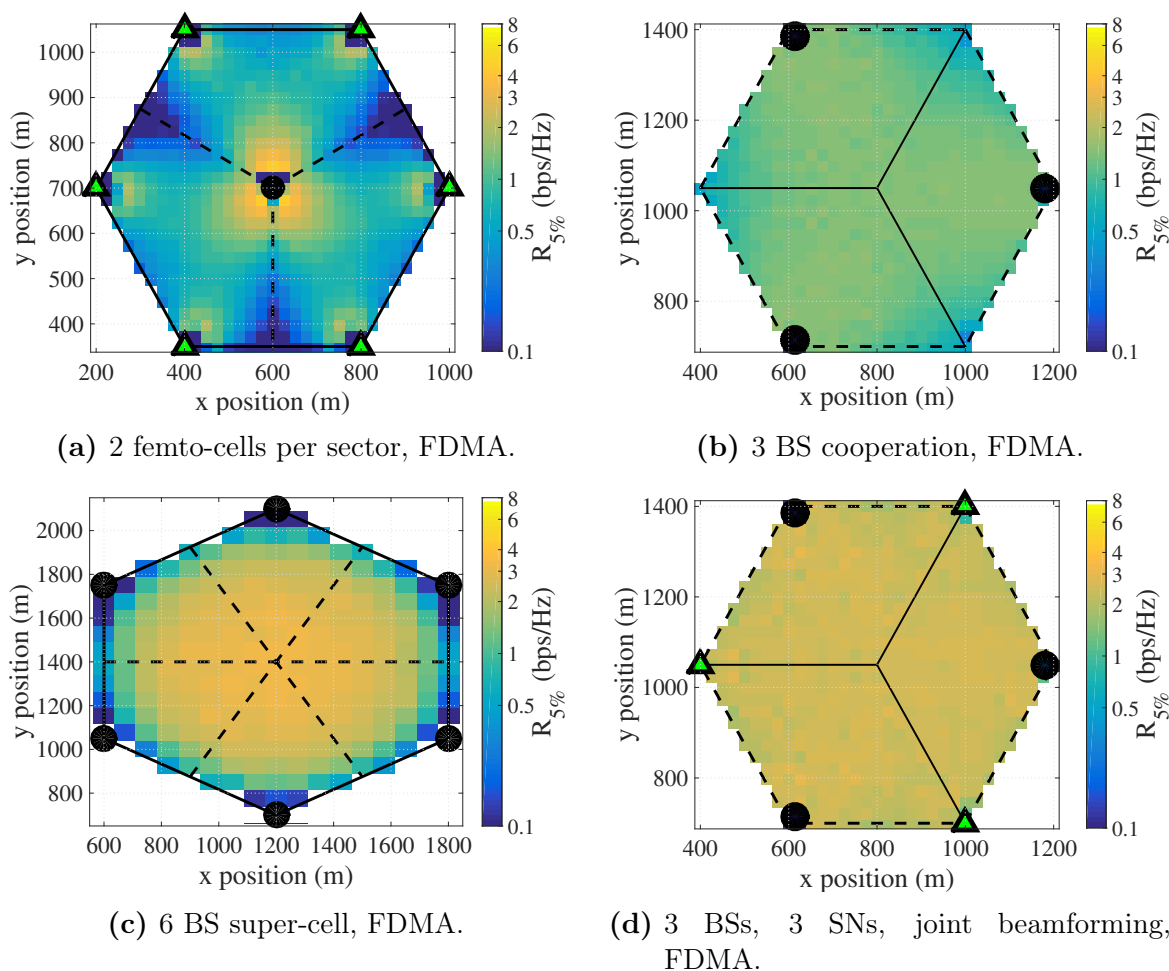 1000
900
800
700
600
500
400
y position (m)
200 400 600 800 1000
x position (m)
8
6
4
3
2
1
0.5
0.1
R5% (bps/Hz)
(a) 2 femto-cells per sector, FDMA.
1400
1200
1000
800
y position (m)
400 600 800 1000 1200
x position (m)
8
6
4
3
2
1
0.5
0.1
R5% (bps/Hz)
(b) 3 BS cooperation, FDMA.
2000
1800
1600
1400
1200
1000
800
y position (m)
600 800 1000 1200 1400 1600 1800
x position (m)
8
6
4
3
2
1
0.5
0.1
R5% (bps/Hz)
(c) 6 BS super-cell, FDMA.
1400
1200
1000
800
y position (m)
400 600 800 1000 1200
x position (m)
8
6
4
3
2
1
0.5
0.1
R5% (bps/Hz)
(d) 3 BSs, 3 SNs, joint beamforming,
FDMA.